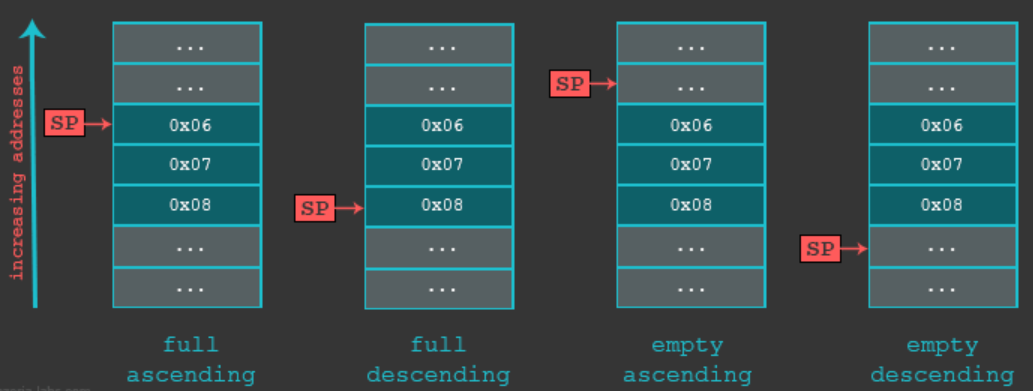 increasing addresses
...
...
SP
0x06
0x07
0x08
...
...
full
ascending
...
...
0x06
0x07
SP
0x08
...
...
full
descending
...
SP
...
0x06
0x07
0x08
...
...
empty
ascending
...
...
0x06
0x07
0x08
SP
...
...
empty
descending